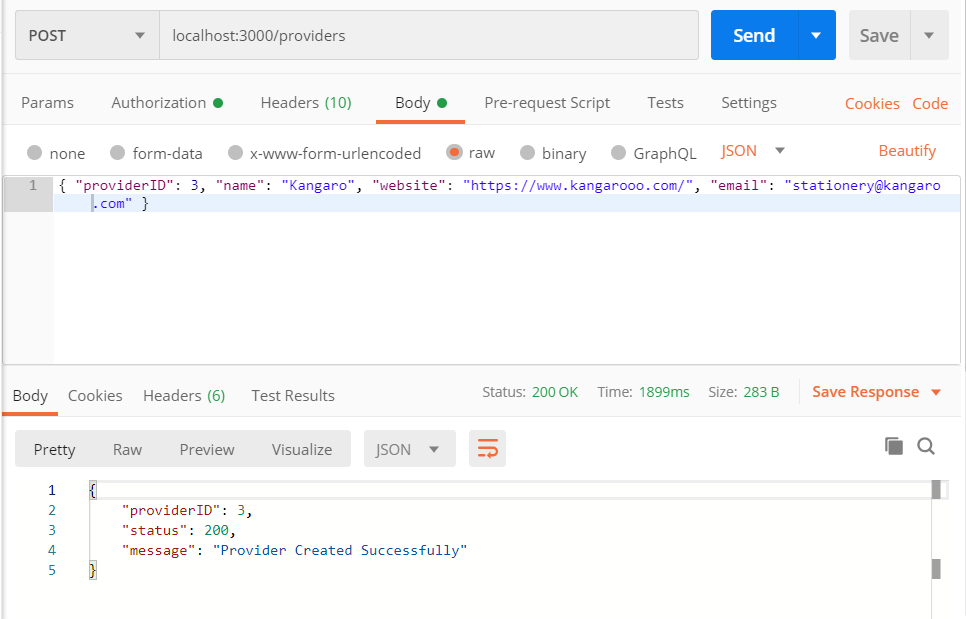 POST localhost:3000/providers Send Save
Params Authorization Headers (10) Body Pre-request Script Tests Settings Cookies Code
none form-data x-www-form-urlencoded raw binary GraphQL JSON Beautify
1 { "providerID": 3, "name": "Kangaro", "website": "https://www.kangarooo.com/", "email": "stationery@kangaro
.com" }
Body Cookies Headers (6) Test Results Status: 200 OK Time: 1899ms Size: 283 B Save Response
Pretty Raw Preview Visualize JSON
1 {
2 "providerID": 3,
3 "status": 200,
4 "message": "Provider Created Successfully"
5 }